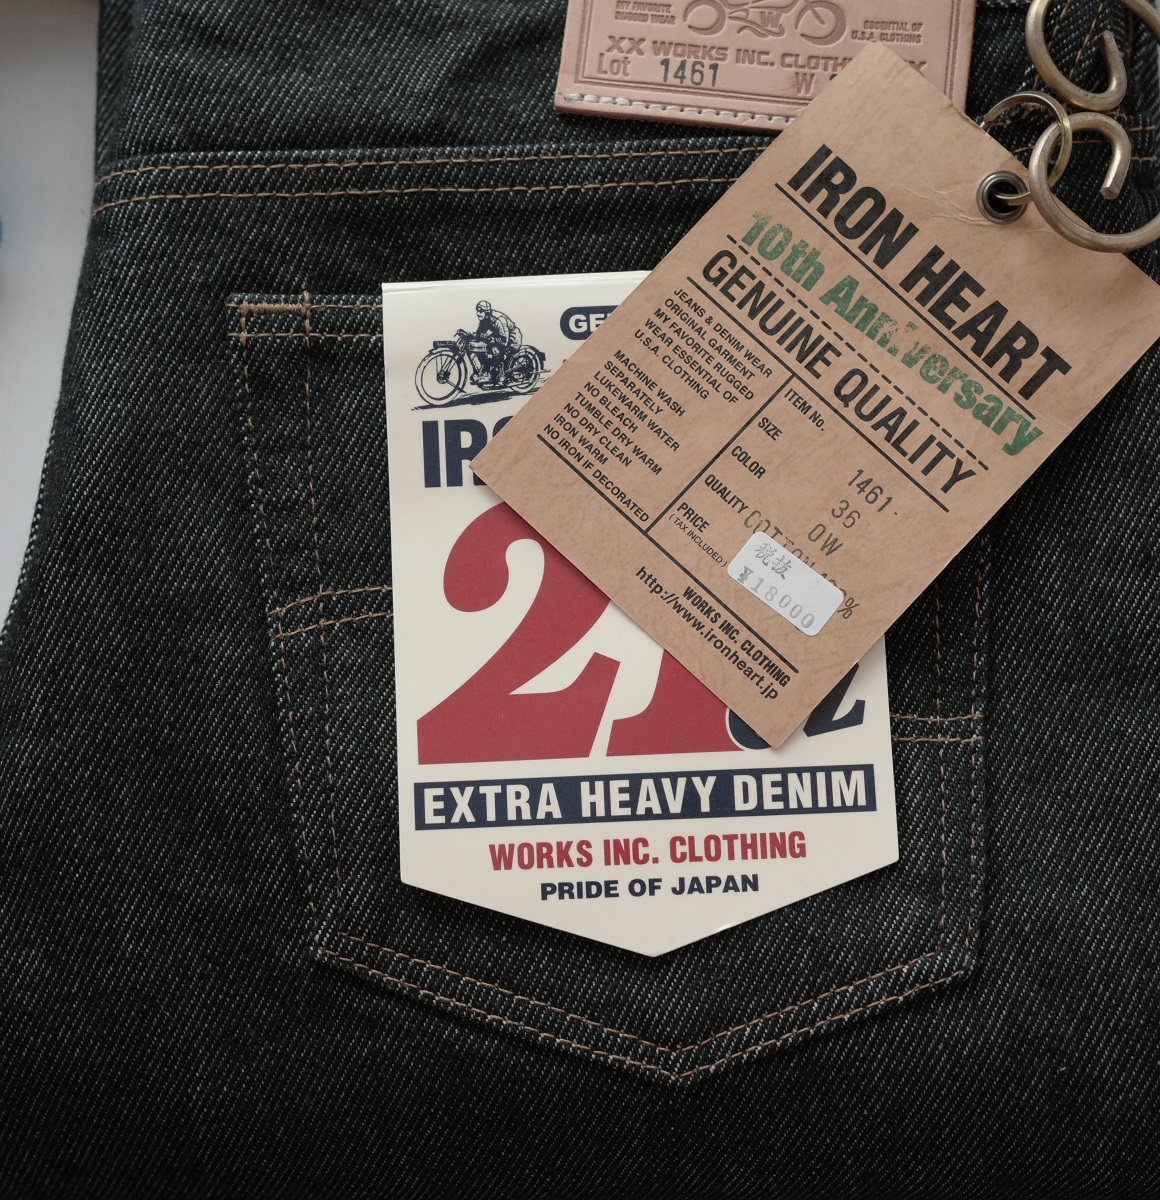 MY FAVORITE
RUGGED WEAR
W
ESSENTIAL OF
U.S.A. CLOTHING
XX WORKS INC.
Lot 1461 W
IRON HEART
10th Anniversary
GENUINE QUALITY
JEANS & DENIM WEAR
ORIGINAL GARMENT
MY FAVORITE RUGGED
WEAR ESSENTIAL OF
U.S.A. CLOTHING
MACHINE WASH
SEPARATELY
LUKEWARM WATER
NO BLEACH
TUMBLE DRY WARM
NO DRY CLEAN
IRON WARM
NO IRON IF DECORATED
ITEM No. 1461
SIZE 36
COLOR OW
QUALITY COTTON %
PRICE
(TAX INCLUDED)
税抜
¥18000
WORKS INC. CLOTHING
http://www.ironheart.jp
21oz
EXTRA HEAVY DENIM
WORKS INC. CLOTHING
PRIDE OF JAPAN